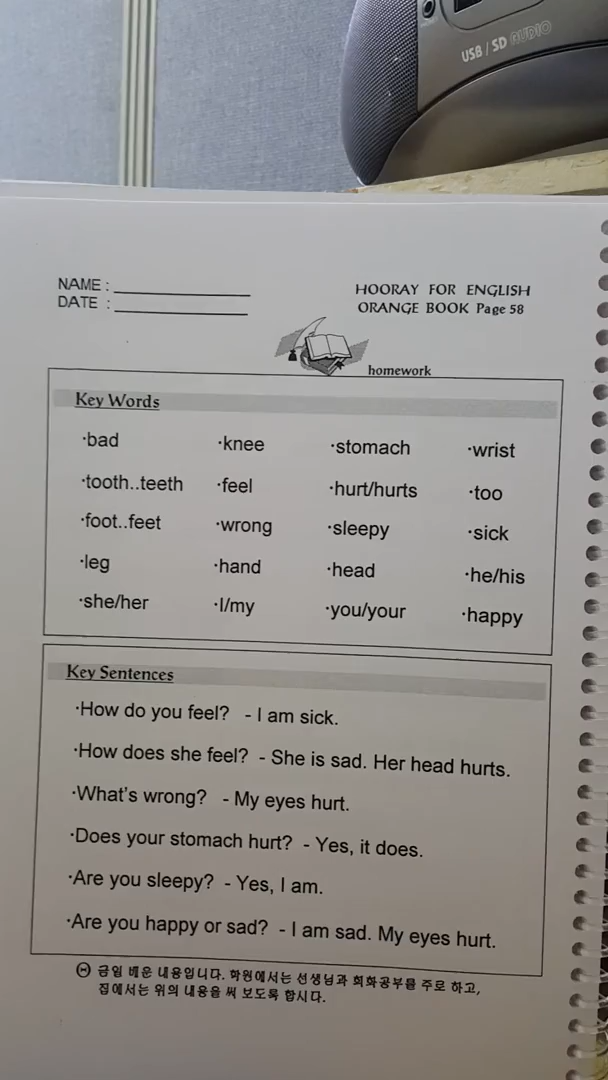 USB / SD AUDIO
NAME : ____________
DATE : ____________
HOORAY FOR ENGLISH
ORANGE BOOK Page 58
homework
Key Words
·bad ·knee ·stomach ·wrist
·tooth..teeth ·feel ·hurt/hurts ·too
·foot..feet ·wrong ·sleepy ·sick
·leg ·hand ·head ·he/his
·she/her ·I/my ·you/your ·happy
Key Sentences
·How do you feel? - I am sick.
·How does she feel? - She is sad. Her head hurts.
·What's wrong? - My eyes hurt.
·Does your stomach hurt? - Yes, it does.
·Are you sleepy? - Yes, I am.
·Are you happy or sad? - I am sad. My eyes hurt.
금일 배운 내용입니다. 학원에서는 선생님과 회화공부를 주로 하고,
집에서는 위의 내용을 써 보도록 합시다.